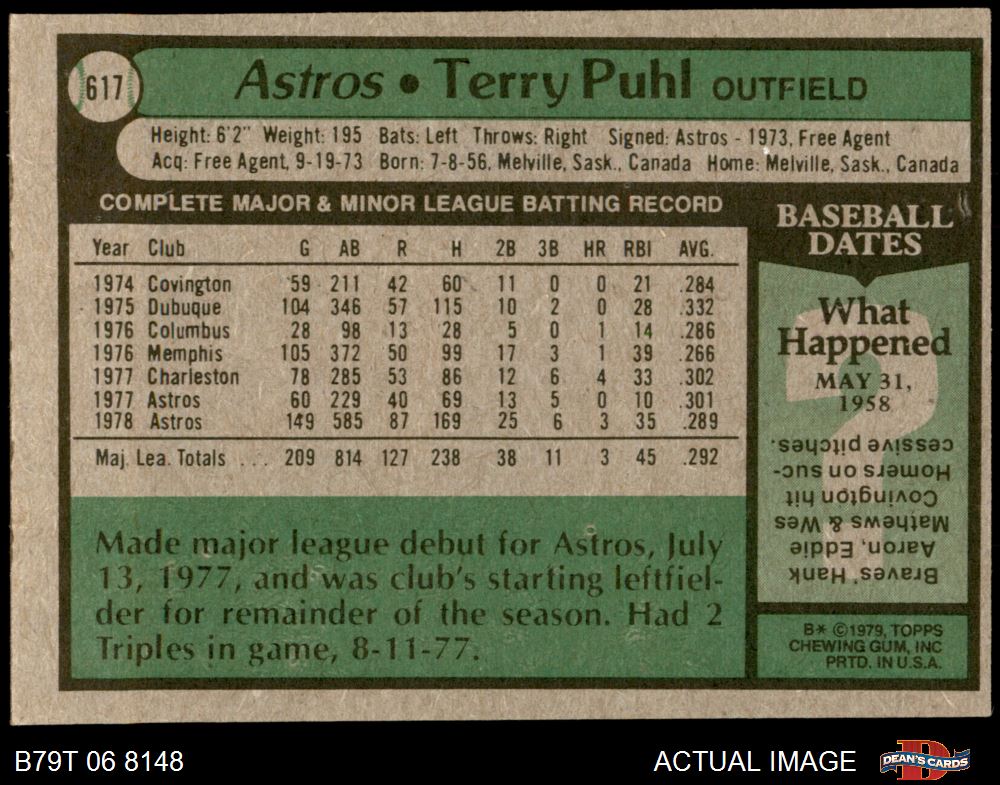 617
Astros • Terry Puhl OUTFIELD
Height: 6'2" Weight: 195 Bats: Left Throws: Right Signed: Astros - 1973, Free Agent
Acq: Free Agent, 9-19-73 Born: 7-8-56, Melville, Sask., Canada Home: Melville, Sask., Canada
COMPLETE MAJOR & MINOR LEAGUE BATTING RECORD
Year Club G AB R H 2B 3B HR RBI AVG.
1974 Covington 59 211 42 60 11 0 0 21 .284
1975 Dubuque 104 346 57 115 10 2 0 28 .332
1976 Columbus 28 98 13 28 5 0 1 14 .286
1976 Memphis 105 372 50 99 17 3 1 39 .266
1977 Charleston 78 285 53 86 12 6 4 33 .302
1977 Astros 60 229 40 69 13 5 0 10 .301
1978 Astros 149 585 87 169 25 6 3 35 .289
Maj. Lea. Totals ... 209 814 127 238 38 11 3 45 .292
Made major league debut for Astros, July
13, 1977, and was club's starting leftfiel-
der for remainder of the season. Had 2
Triples in game, 8-11-77.
BASEBALL
DATES
What
Happened
MAY 31,
1958
Braves' Hank
Aaron, Eddie
Mathews & Wes
Covington hit
Homers on suc-
cessive pitches.
B* ©1979, TOPPS
CHEWING GUM, INC
PRTD. IN U.S.A.
B79T 06 8148
ACTUAL IMAGE
DEAN'S CARDS